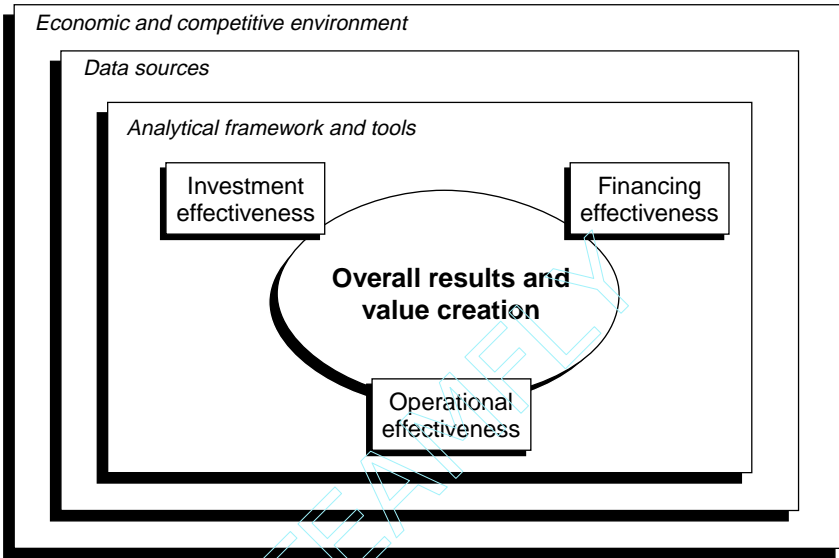 Economic and competitive environment
Data sources
Analytical framework and tools
Investment
effectiveness
Financing
effectiveness
Overall results and
value creation
Operational
effectiveness
TEAMFLY